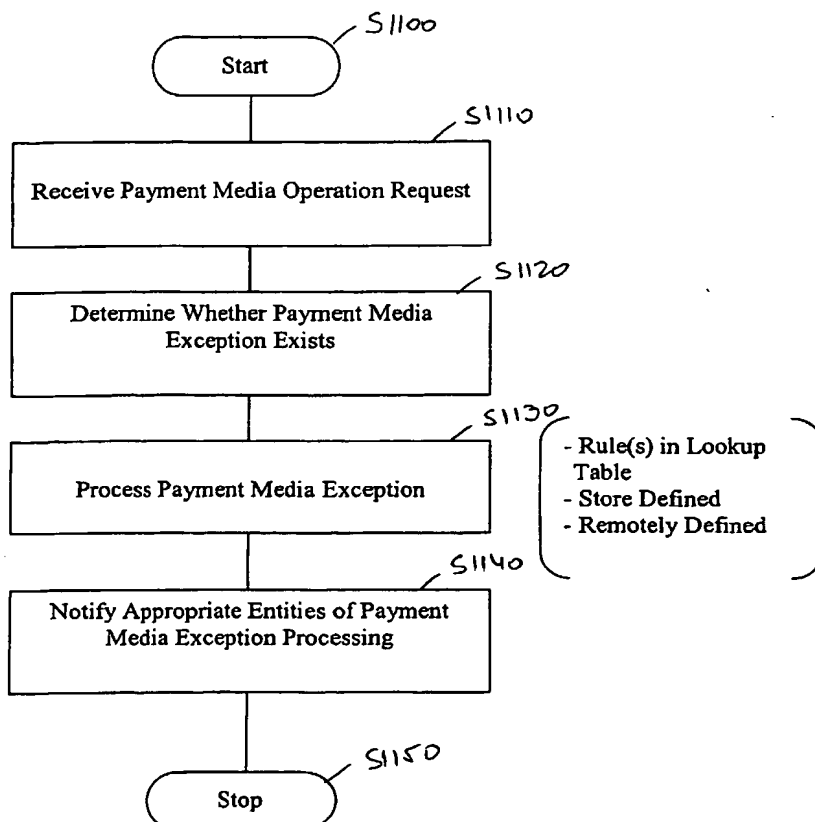 S1100
Start
S1110
Receive Payment Media Operation Request
S1120
Determine Whether Payment Media
Exception Exists
S1130
Process Payment Media Exception
- Rule(s) in Lookup
Table
- Store Defined
- Remotely Defined
S1140
Notify Appropriate Entities of Payment
Media Exception Processing
S1150
Stop